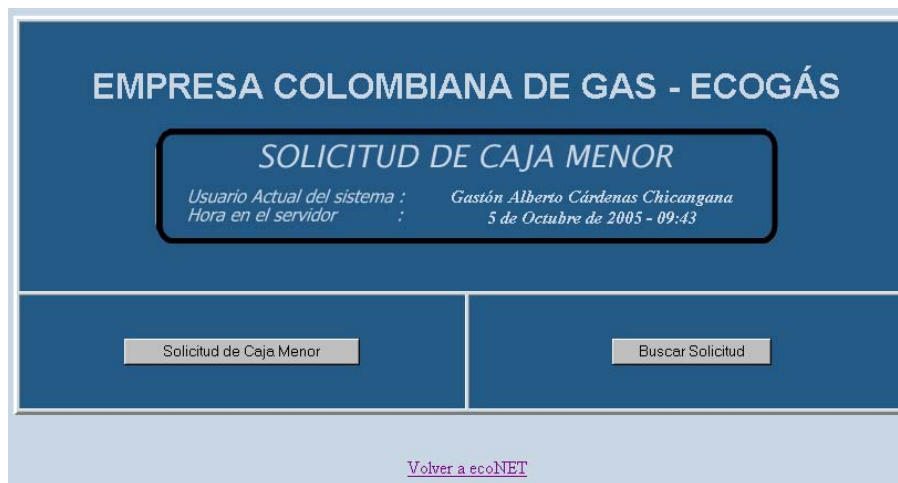 EMPRESA COLOMBIANA DE GAS - ECOGÁS
SOLICITUD DE CAJA MENOR
Usuario Actual del sistema : Gastón Alberto Cárdenas Chicangana
Hora en el servidor : 5 de Octubre de 2005 - 09:43
Solicitud de Caja Menor
Buscar Solicitud
Volver a ecoNET